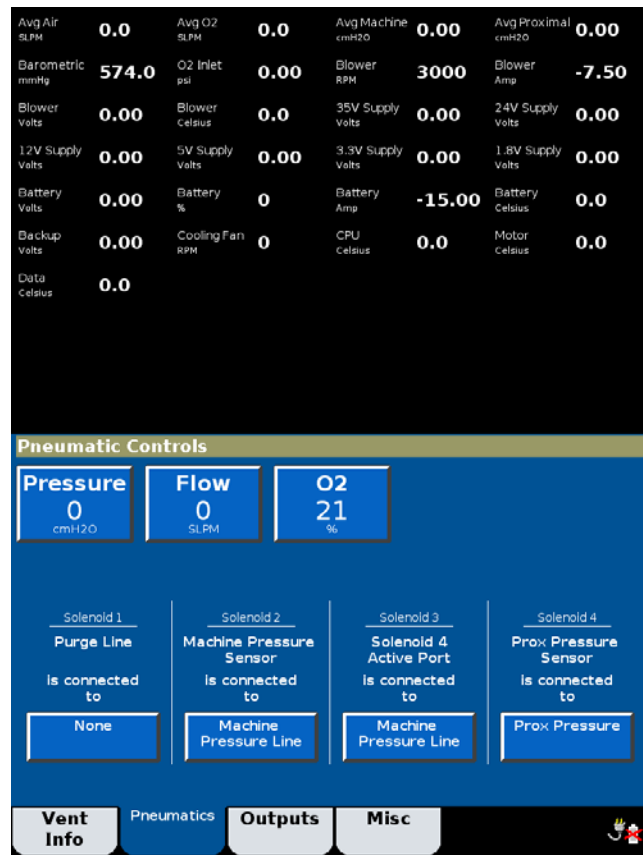 Avg Air SLPM 0.0 Avg O2 SLPM 0.0 Avg Machine cmH2O 0.00 Avg Proximal cmH2O 0.00
Barometric mmHg 574.0 O2 Inlet psi 0.00 Blower RPM 3000 Blower Amp -7.50
Blower Volts 0.00 Blower Celsius 0.0 35V Supply Volts 0.00 24V Supply Volts 0.00
12V Supply Volts 0.00 5V Supply Volts 0.00 3.3V Supply Volts 0.00 1.8V Supply Volts 0.00
Battery Volts 0.00 Battery % 0 Battery Amp -15.00 Battery Celsius 0.0
Backup Volts 0.00 Cooling Fan RPM 0 CPU Celsius 0.0 Motor Celsius 0.0
Data Celsius 0.0
Pneumatic Controls
Pressure
0
cmH2O
Flow
0
SLPM
O2
21
%
Solenoid 1
Purge Line
is connected
to
None
Solenoid 2
Machine Pressure
Sensor
is connected
to
Machine
Pressure Line
Solenoid 3
Solenoid 4
Active Port
is connected
to
Machine
Pressure Line
Solenoid 4
Prox Pressure
Sensor
is connected
to
Prox Pressure
Vent
Info
Pneumatics
Outputs
Misc